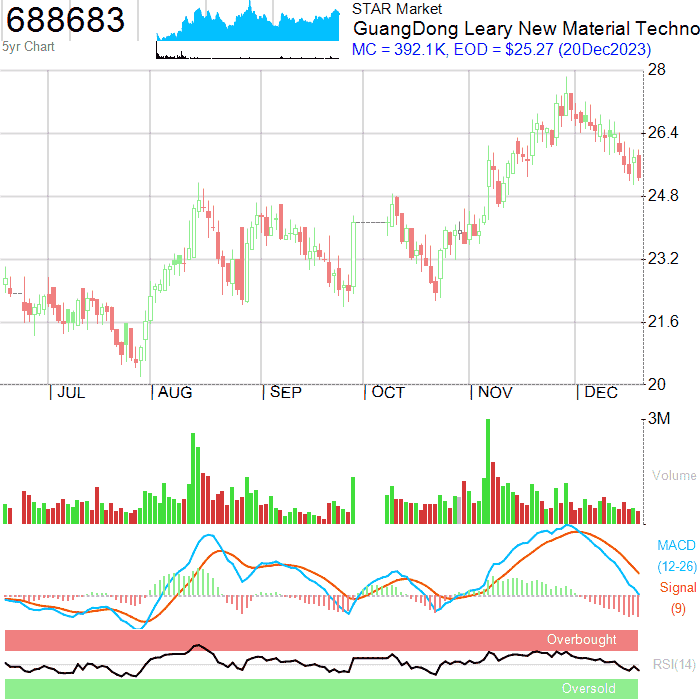 688683
5yr Chart
STAR Market
GuangDong Leary New Material Techno
MC = 392.1K, EOD = $25.27 (20Dec2023)
28
26.4
24.8
23.2
21.6
20
JUL AUG SEP OCT NOV DEC
3M
Volume
MACD
(12-26)
Signal
(9)
Overbought
RSI(14)
Oversold